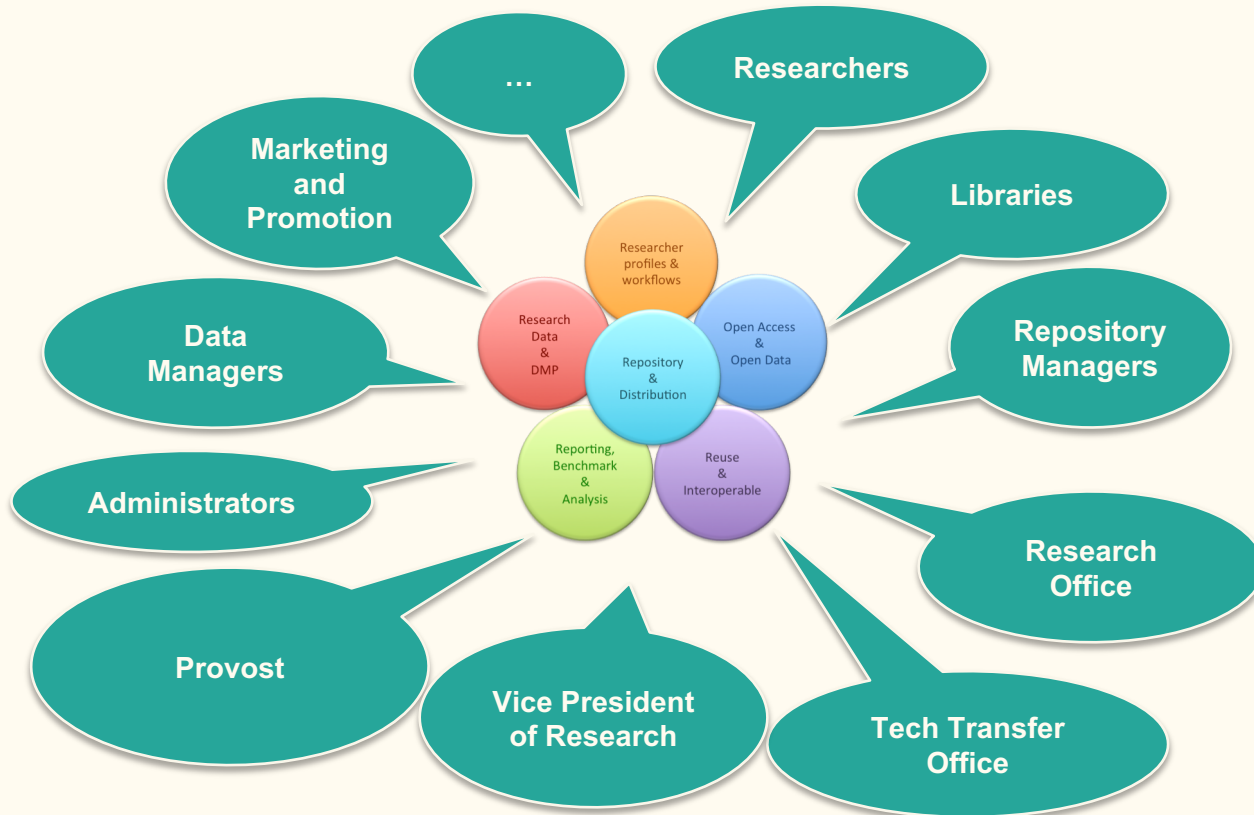 ...
Researchers
Marketing
and
Promotion
Libraries
Researcher
profiles &
workflows
Research
Data
&
DMP
Open Access
&
Open Data
Data
Managers
Repository
Managers
Repository
&
Distribution
Reporting,
Benchmark
&
Analysis
Reuse
&
Interoperable
Administrators
Research
Office
Provost
Vice President
of Research
Tech Transfer
Office